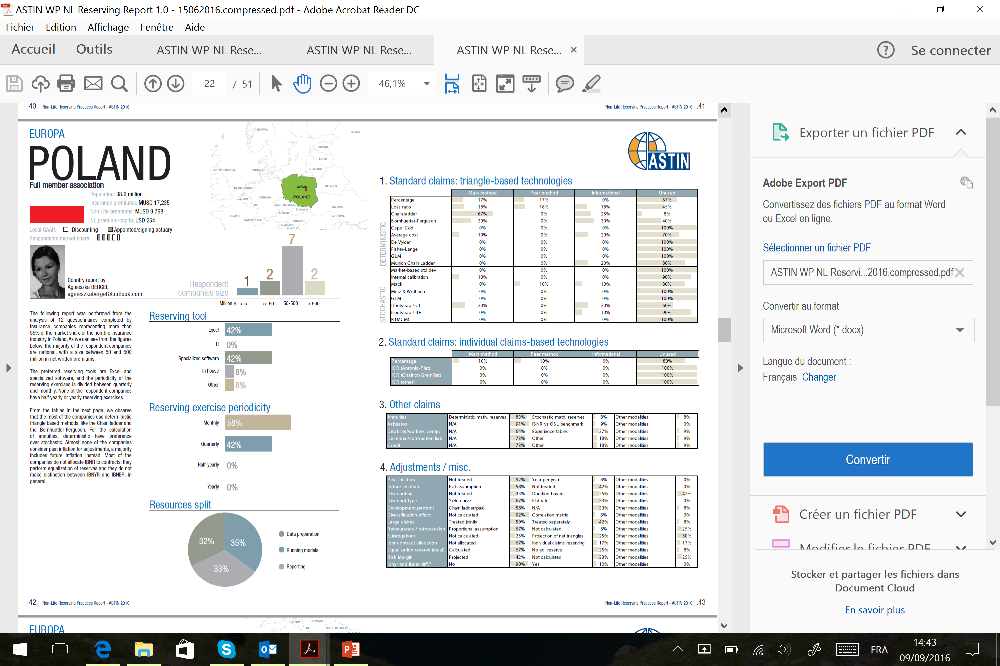 ASTIN WP NL Reserving Report 1.0 - 15062016.compressed.pdf - Adobe Acrobat Reader DC
Fichier Edition Affichage Fenêtre Aide
Accueil Outils ASTIN WP NL Rese... ASTIN WP NL Rese... ASTIN WP NL Rese... Se connecter
22 / 51 46,1%
40. Non-Life Reserving Practices Report - ASTIN 2016
Non-Life Reserving Practices Report - ASTIN 2016 .41
EUROPA
POLAND
Full member association
Population: 38.6 million
Insurance premiums: MUSD 17,235
Non Life premiums: MUSD 9,798
NL premium/capita: USD 254
Local GAAP: Discounting Appointed/signing actuary
Respondents market share:
NORWAY
RUSSIA
ESTONIA
LATVIA
LITHUANIA
UNITED KINGDOM
DENMARK
NETHERLANDS
BELARUS
WARSAW
POLAND
BELGIUM
GERMANY
LUX.
CZECH REPUBLIC
SLOVAKIA
UKRAINE
AUSTRIA
FRANCE
SWITZERLAND
HUNGARY
MOLDAVA
SLOVENIA
CROATIA
Country report by
Agnieszka BERGEL
agnieszkabergel@outlook.com
Respondent
companies size
1 2 7 2
Million $ < 5 5- 50 50-500 > 500
The following report was performed from the
analysis of 12 questionnaires completed by
insurance companies representing more than
55% of the market share of the non-life insurance
industry in Poland. As we can see from the figures
below, the majority of the respondent companies
are national, with a size between 50 and 500
million in net written premiums.
The preferred reserving tools are Excel and
specialized software, and the periodicity of the
reserving exercises is divided between quarterly
and monthly. None of the respondent companies
have half yearly or yearly reserving exercises.
From the tables in the next page, we observe
that the most of the companies use deterministic
triangle based methods, like the Chain ladder and
the Bornhuetter-Ferguson. For the calculation
of annuities, deterministic have preference
over stochastic. Almost none of the companies
consider past inflation for adjustments, a majority
includes future inflation instead. Most of the
companies do not allocate IBNR to contracts, they
perform equalization of reserves and they do not
make distinction between IBNYR and IBNER, in
general.
Reserving tool
Excel 42%
R 0%
Specialized software 42%
In house 8%
Other 8%
Reserving exercise periodicity
Monthly 58%
Quarterly 42%
Half-yearly 0%
Yearly 0%
Resources split
32% 35% 33%
Data preparation
Running models
Reporting
42. Non-Life Reserving Practices Report - ASTIN 2016
ASTIN
1. Standard claims: triangle-based technologies
Main method Peer method Informational Unused
DETERMINISTIC
Percentage 17% 17% 0% 67%
Loss ratio 18% 18% 18% 45%
Chain ladder 67% 0% 25% 8%
Bornhuetter-Ferguson 30% 0% 30% 40%
Cape Cod 0% 0% 0% 100%
Average cost 10% 0% 20% 70%
De Vylder 0% 0% 0% 100%
Fisher-Lange 0% 0% 0% 100%
GLM 0% 0% 0% 100%
Munich Chain Ladder 0% 0% 20% 80%
STOCHASTIC
Market-based std dev 0% 0% 0% 100%
Internal calibration 10% 0% 0% 90%
Mack 0% 10% 10% 80%
Merz & Wüthrich 0% 0% 0% 100%
GLM 0% 0% 0% 100%
Bootstrap / CL 20% 0% 20% 60%
Bootstrap / BF 0% 0% 10% 90%
RJMCMC 0% 0% 0% 100%
2. Standard claims: individual claims-based technologies
Main method Peer method Informational Unused
Percentage 10% 10% 0% 80%
ICR (Antonio-Plat) 0% 0% 0% 100%
ICR (Chalnot-Gremillet) 0% 0% 0% 100%
ICR (other) 0% 0% 0% 100%
3. Other claims
Annuities Deterministic math. reserves 83% Stochastic math. reserves 8% Other modalities 8%
Asbestos N/A 91% IBNR vs OSL benchmark 9% Other modalities 0%
Disability/workers comp. N/A 64% Experience tables 27% Other modalities 9%
Decennal/contruction liab. N/A 73% Other 18% Other modalities 9%
Credit N/A 73% Other 18% Other modalities 9%
4. Adjustments / misc.
Past inflation Not treated 92% Year per year 8% Other modalities 0%
Future inflation Flat assumption 58% Not treated 42% Other modalities 0%
Discounting Not treated 33% Duration-based 25% Other modalities 42%
Discount type Yield curve 67% Flat rate 33% Other modalities 0%
Development patterns Chain ladder/paid 58% N/A 33% Other modalities 8%
Diversification effect Not calculated 92% Correlation matrix 8% Other modalities 0%
Large claims Treated jointly 50% Treated separately 42% Other modalities 8%
Reinsurance / retrocession Proportional assumption 67% Not calculated 8% Other modalities 25%
Subrogations Not calculated 25% Projection of net triangles 25% Other modalities 50%
Ibnr contract allocation Not allocated 67% Individual claims reserving 17% Other modalities 17%
Equalization reserve (local) Calculated 67% No eq. reserve 25% Other modalities 8%
Risk Margin Projected 42% Not calculated 33% Other modalities 25%
Ibnyr and Ibner diff.? No 90% Yes 10% Other modalities 0%
Non-Life Reserving Practices Report - ASTIN 2016 .43
EUROPA
BELGIUM
GERMANY
LUX.
CZECH REPUBLIC
Exporter un fichier PDF
Adobe Export PDF
Convertissez des fichiers PDF au format Word
ou Excel en ligne.
Sélectionner un fichier PDF
ASTIN WP NL Reservi...2016.compressed.pdf
Convertir au format
Microsoft Word (*.docx)
Langue du document :
Français Changer
Convertir
Créer un fichier PDF
Modifier le fichier PDF
Stocker et partager les fichiers dans
Document Cloud
En savoir plus
FRA
14:43
09/09/2016